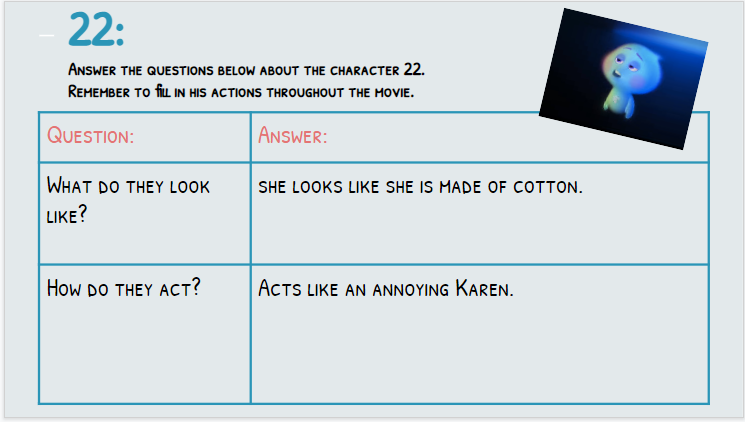 22:
Answer the questions below about the character 22.
Remember to fill in his actions throughout the movie.
Question:
Answer:
What do they look
like?
she looks like she is made of cotton.
How do they act?
Acts like an annoying Karen.